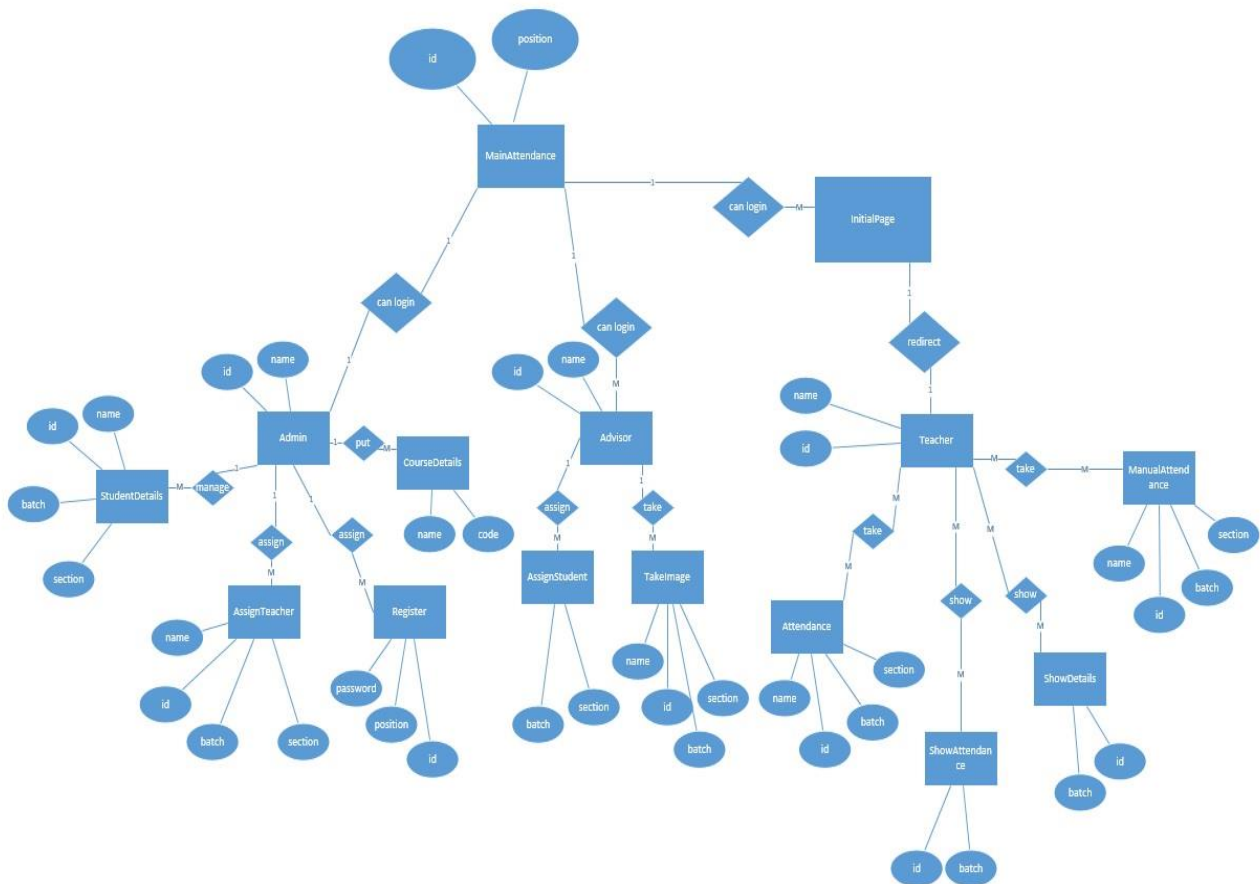 position
id
MainAttendance
1
can login
M
InitialPage
1
1
1
can login
can login
redirect
1
M
1
name
id
name
id
name
id
name
id
Admin
1
put
M
CourseDetails
Advisor
Teacher
M
take
M
ManualAttend
ance
StudentDetails
M
manage
1
batch
section
name
code
name
id
batch
section
1
assign
M
AssignTeacher
1
assign
M
Register
1
assign
M
AssignStudent
1
take
M
TakeImage
M
take
M
Attendance
M
show
M
ShowAttenda
nce
M
show
M
ShowDetails
name
id
batch
section
password
position
id
batch
section
name
id
batch
section
name
id
batch
section
batch
id
id
batch